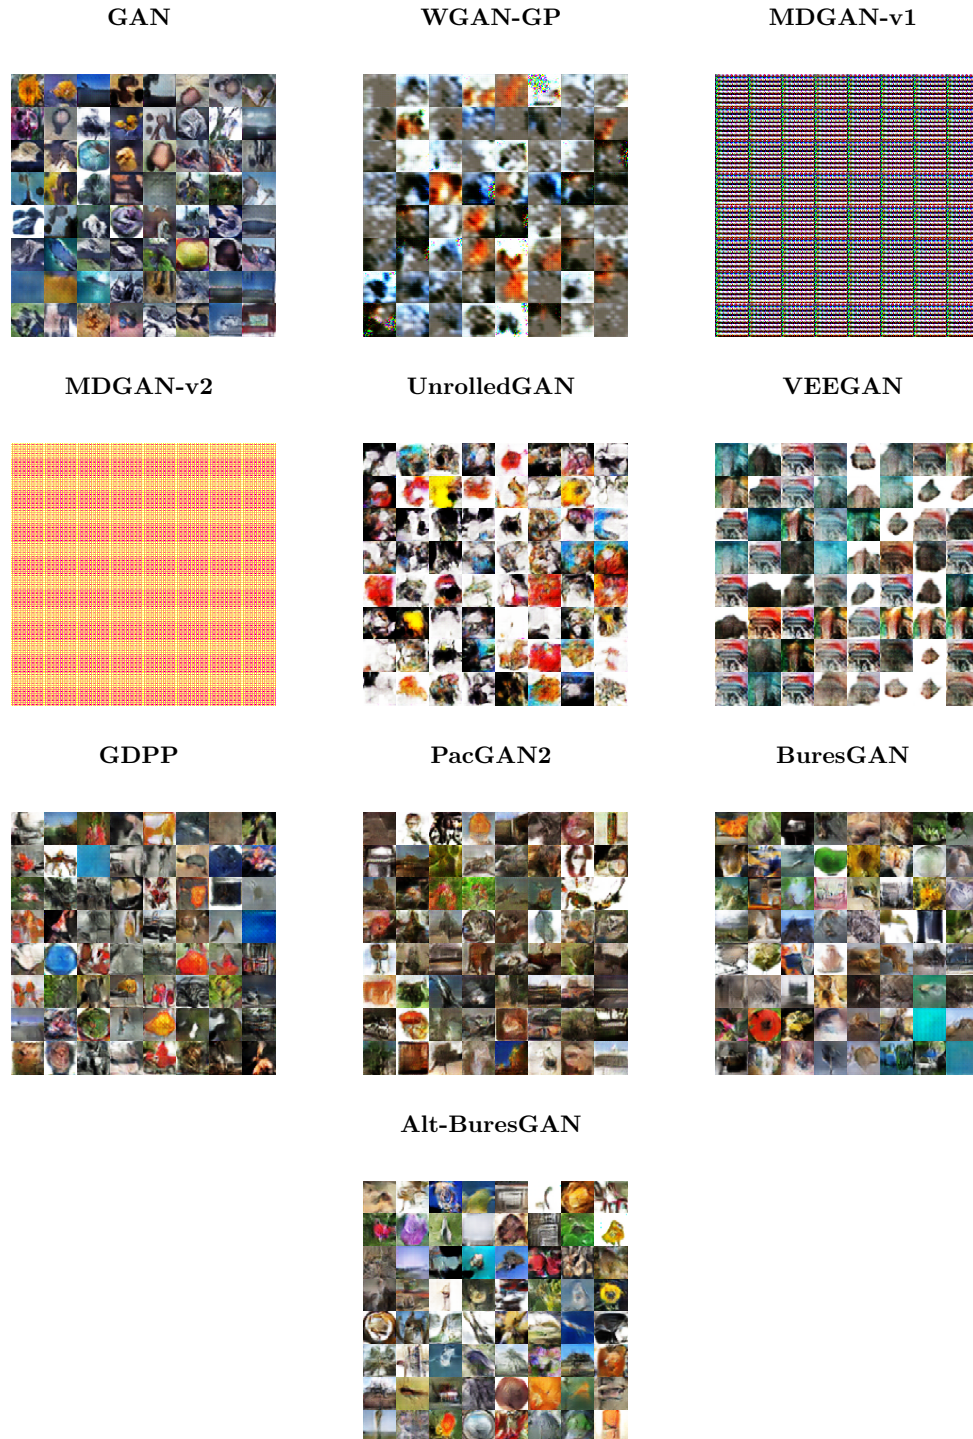 GAN
WGAN-GP
MDGAN-v1
MDGAN-v2
UnrolledGAN
VEEGAN
GDPP
PacGAN2
BuresGAN
Alt-BuresGAN